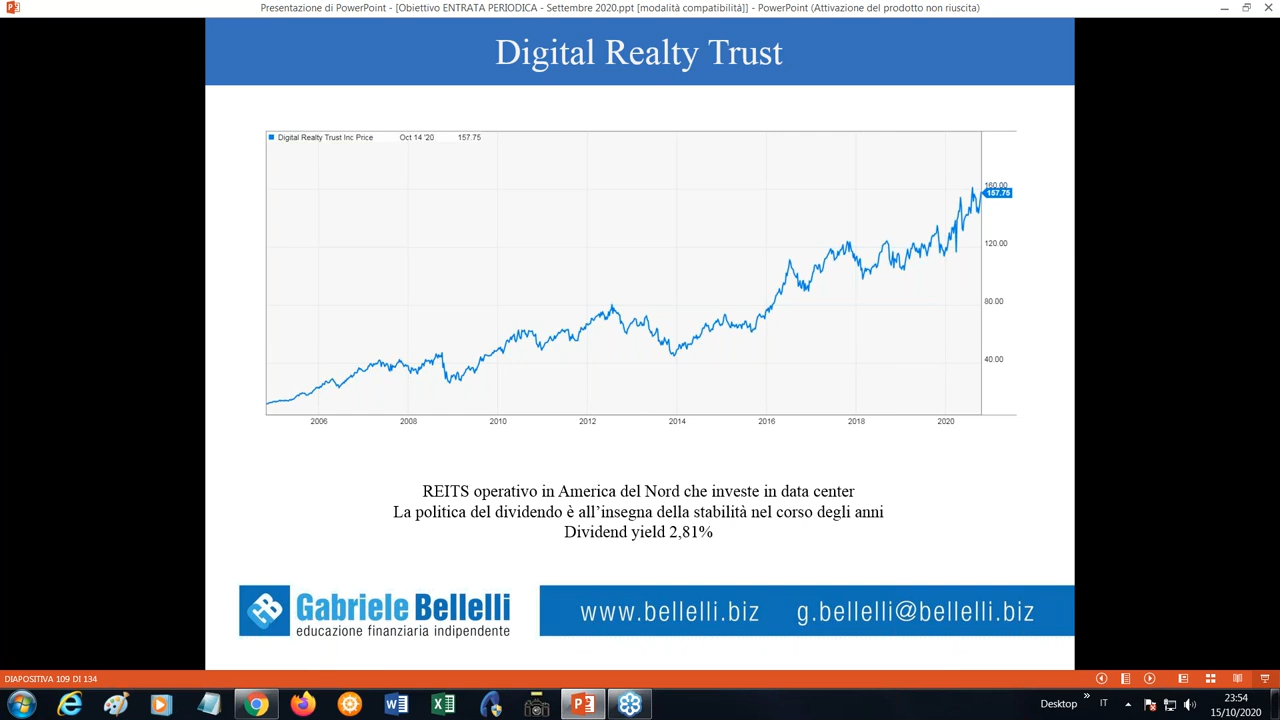 Presentazione di PowerPoint - [Obiettivo ENTRATA PERIODICA - Settembre 2020.ppt [modalità compatibilità]] - PowerPoint (Attivazione del prodotto non riuscita)
Digital Realty Trust
Digital Realty Trust Inc Price Oct 14 '20 157.75
160.00
157.75
120.00
80.00
40.00
2006 2008 2010 2012 2014 2016 2018 2020
REITS operativo in America del Nord che investe in data center
La politica del dividendo è all’insegna della stabilità nel corso degli anni
Dividend yield 2,81%
Gabriele Bellelli
educazione finanziaria indipendente
www.bellelli.biz g.bellelli@bellelli.biz
DIAPOSITIVA 109 DI 134
Desktop
IT
23:54
15/10/2020